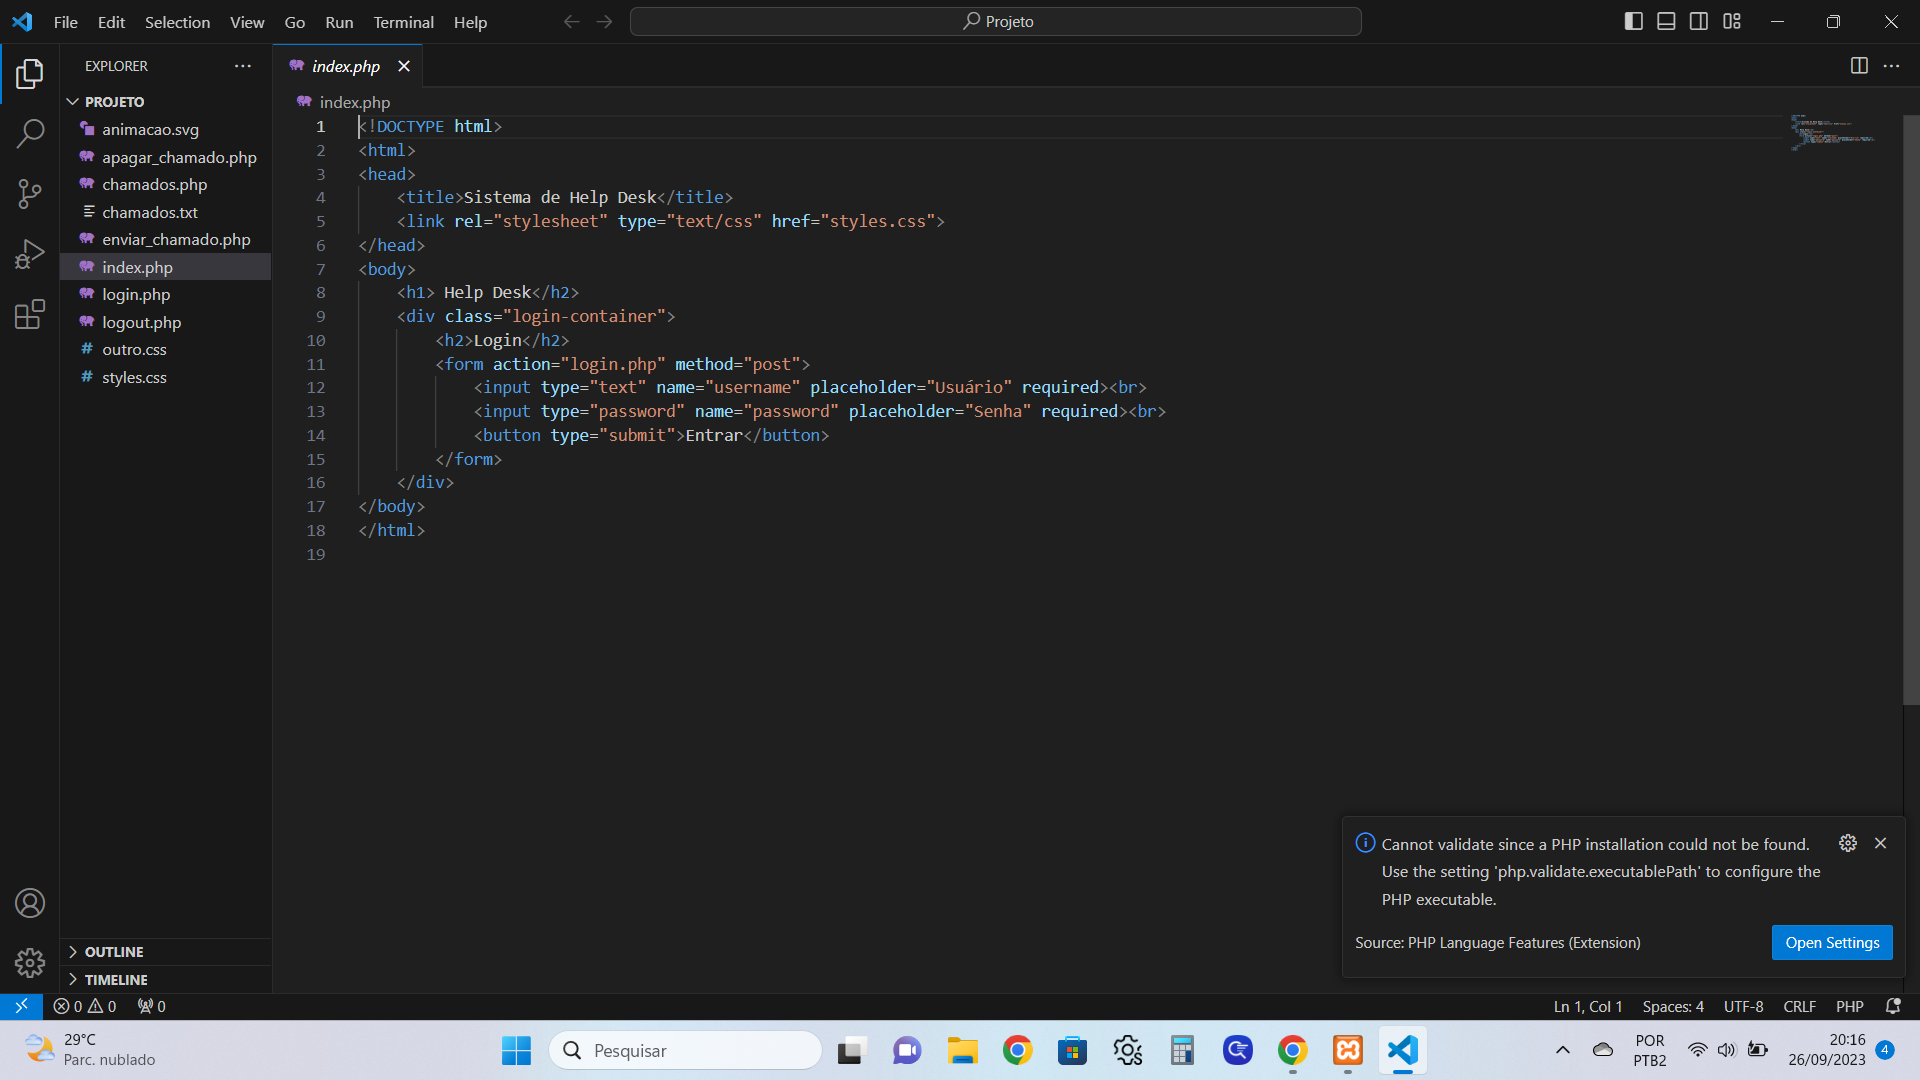 File Edit Selection View Go Run Terminal Help
Projeto
EXPLORER
PROJETO
animacao.svg
apagar_chamado.php
chamados.php
chamados.txt
enviar_chamado.php
index.php
login.php
logout.php
# outro.css
# styles.css
OUTLINE
TIMELINE
index.php
index.php
1 <!DOCTYPE html>
2 <html>
3 <head>
4 <title>Sistema de Help Desk</title>
5 <link rel="stylesheet" type="text/css" href="styles.css">
6 </head>
7 <body>
8 <h1> Help Desk</h2>
9 <div class="login-container">
10 <h2>Login</h2>
11 <form action="login.php" method="post">
12 <input type="text" name="username" placeholder="Usuário" required><br>
13 <input type="password" name="password" placeholder="Senha" required><br>
14 <button type="submit">Entrar</button>
15 </form>
16 </div>
17 </body>
18 </html>
19
Cannot validate since a PHP installation could not be found.
Use the setting 'php.validate.executablePath' to configure the
PHP executable.
Source: PHP Language Features (Extension)
Open Settings
0 0 0
Ln 1, Col 1 Spaces: 4 UTF-8 CRLF PHP
29°C
Parc. nublado
Pesquisar
POR
PTB2
20:16
26/09/2023
4